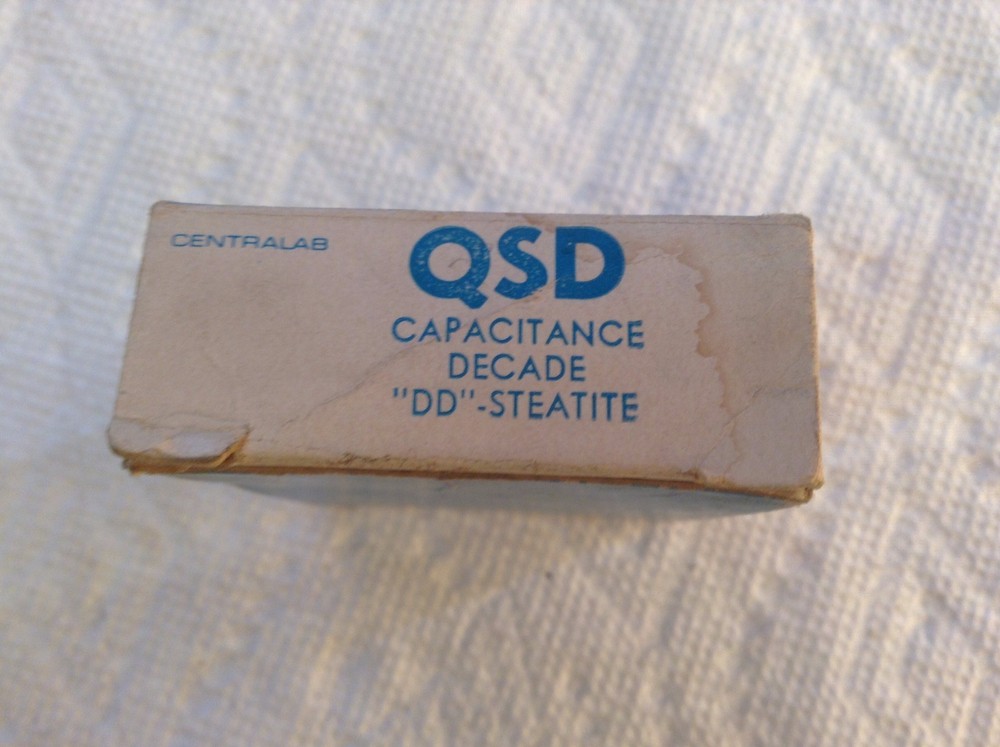 CENTRALAB
QSD
CAPACITANCE
DECADE
"DD"-STEATITE